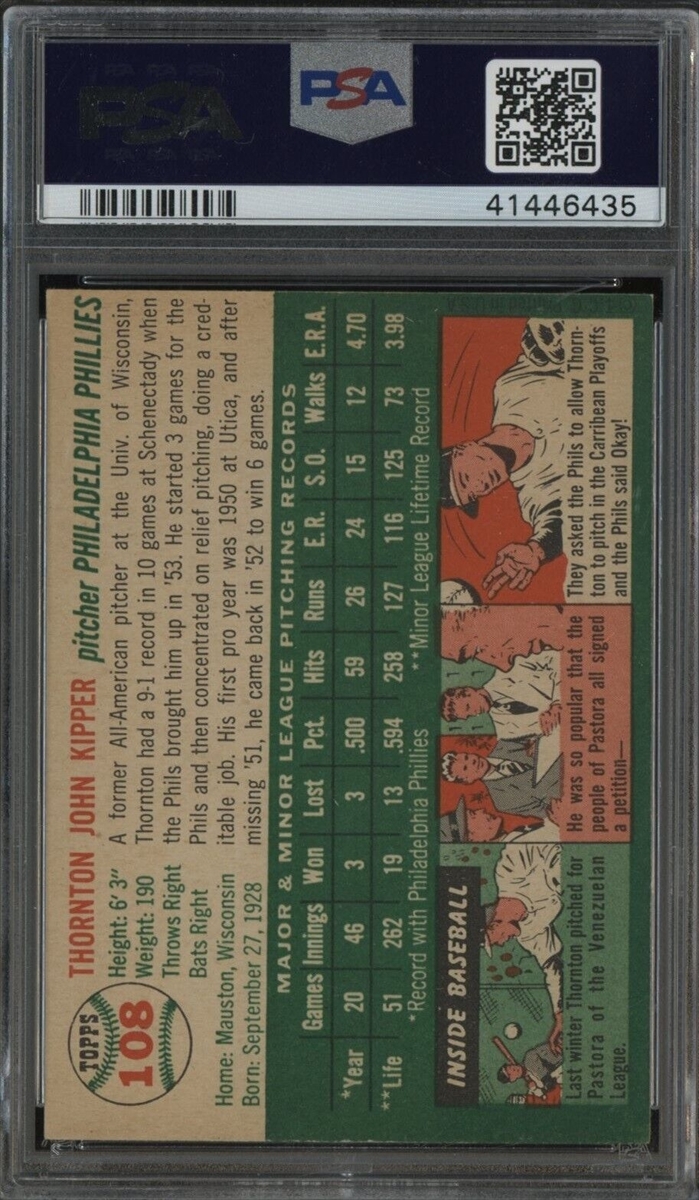 PSA
PSA
41446435
TOPPS
108
THORNTON JOHN KIPPER pitcher PHILADELPHIA PHILLIES
Height: 6' 3"
Weight: 190
Throws Right
Bats Right
Home: Mauston, Wisconsin
Born: September 27, 1928
A former All-American pitcher at the Univ. of Wisconsin,
Thornton had a 9-1 record in 10 games at Schenectady when
the Phils brought him up in '53. He started 3 games for the
Phils and then concentrated on relief pitching, doing a cred-
itable job. His first pro year was 1950 at Utica, and after
missing '51, he came back in '52 to win 6 games.
MAJOR & MINOR LEAGUE PITCHING RECORDS
Games Innings Won Lost Pct. Hits Runs E.R. S.O. Walks E.R.A.
*Year 20 46 3 3 .500 59 26 24 15 12 4.70
**Life 51 262 19 13 .594 258 127 116 125 73 3.98
*Record with Philadelphia Phillies **Minor League Lifetime Record
INSIDE BASEBALL
Last winter Thornton pitched for
Pastora of the Venezuelan
League.
He was so popular that the
people of Pastora all signed
a petition—
They asked the Phils to allow Thorn-
ton to pitch in the Carribean Playoffs
and the Phils said Okay!